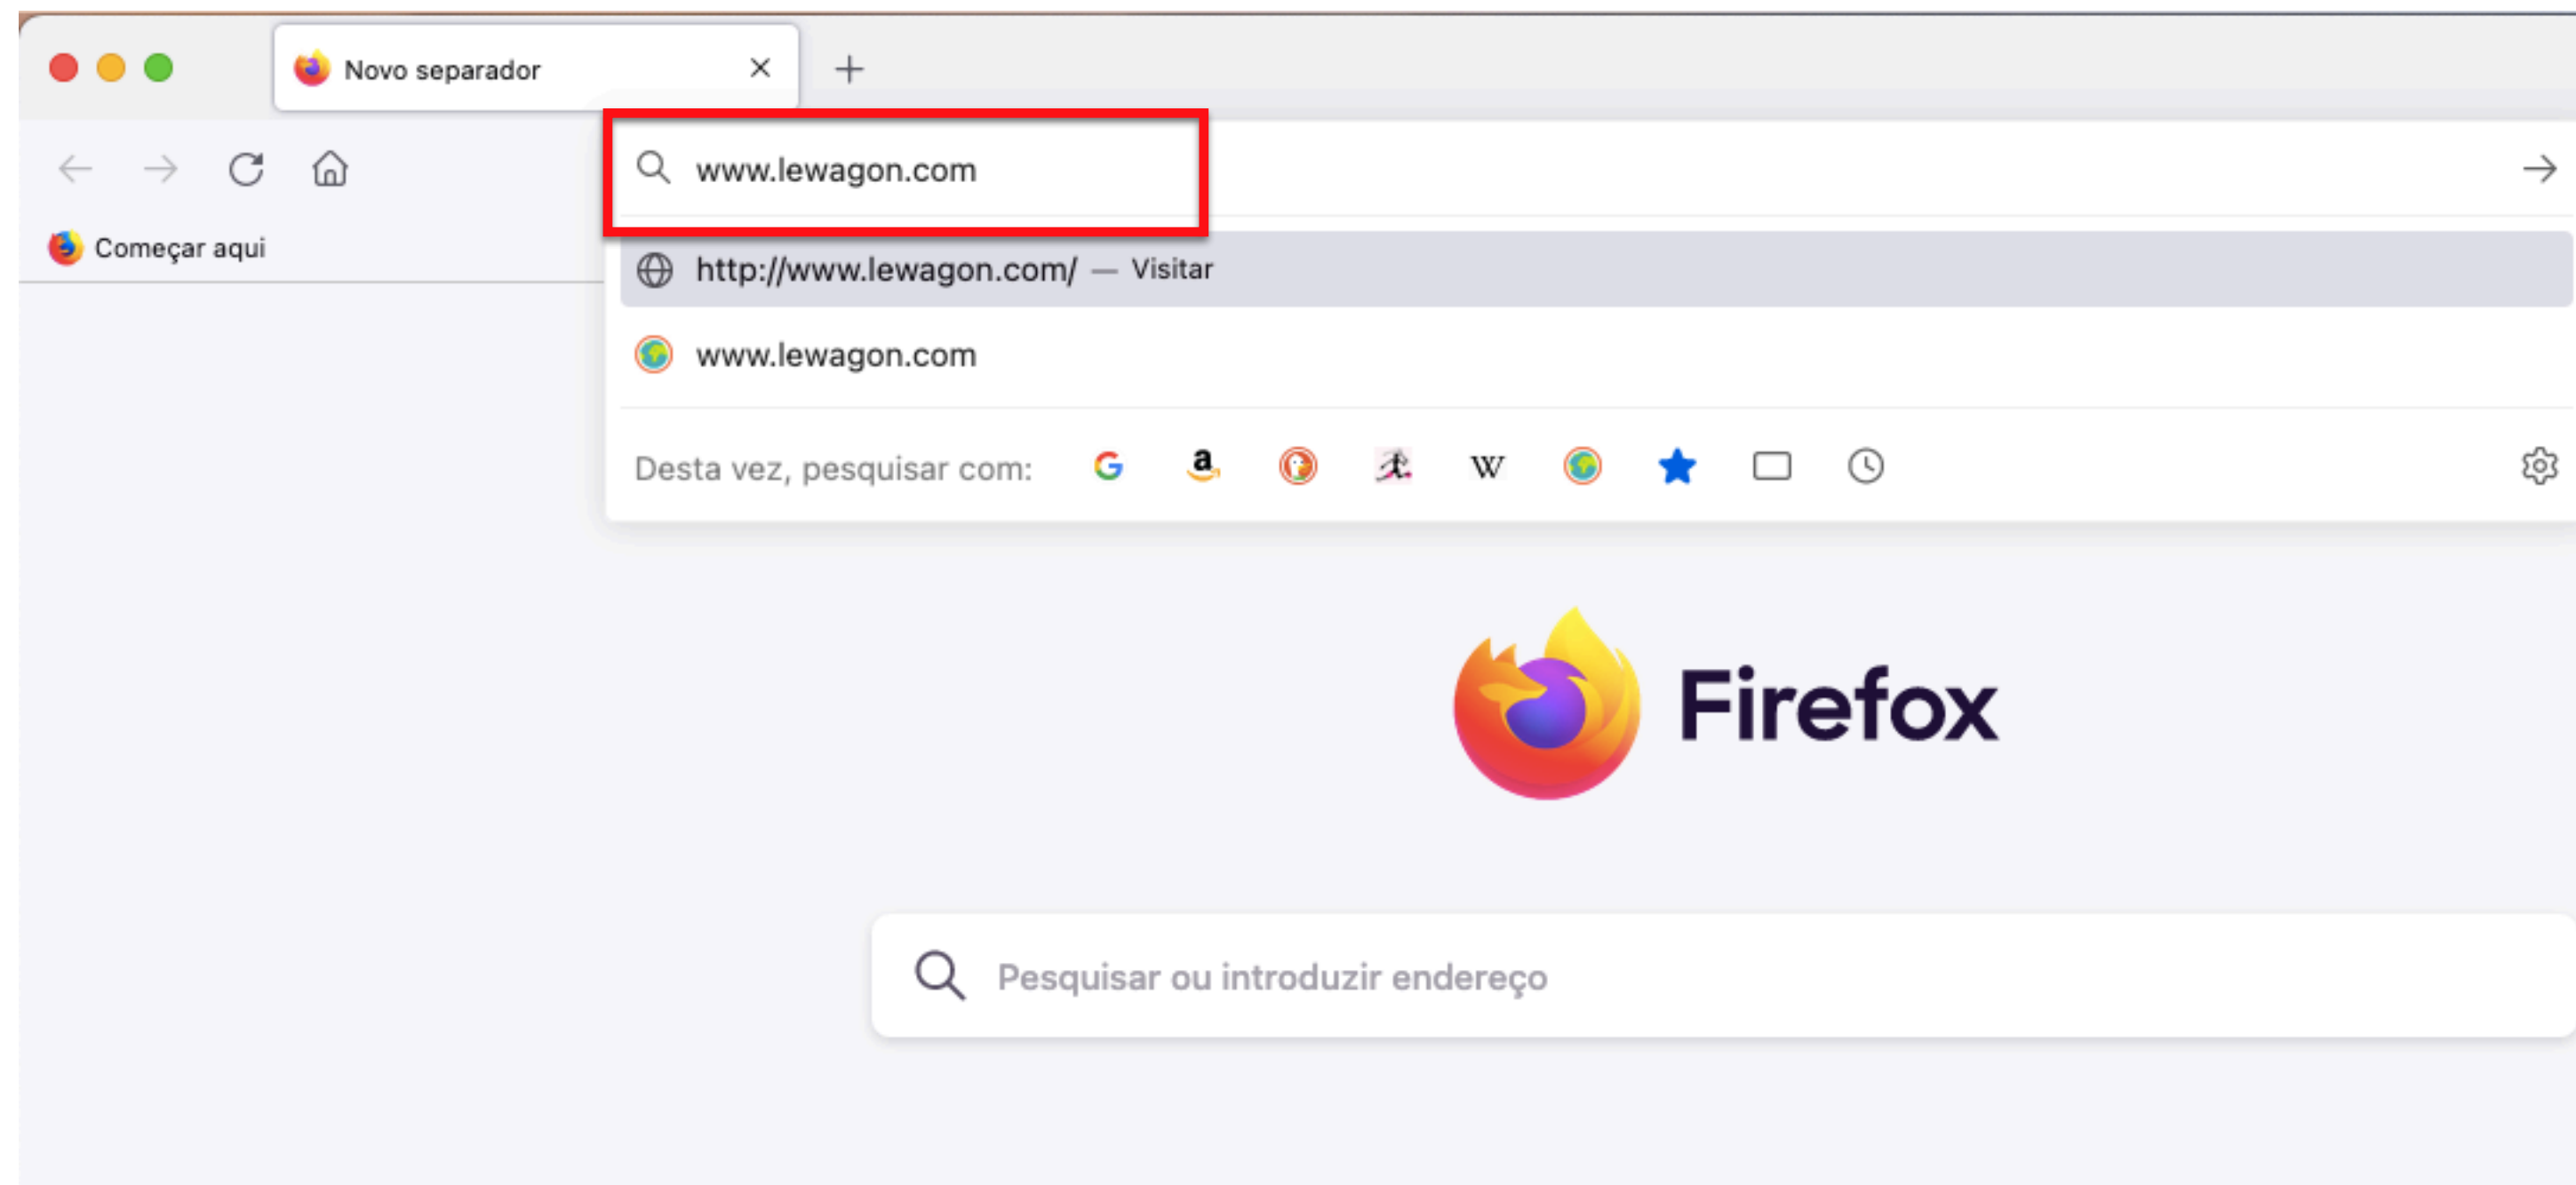 Novo separador
www.lewagon.com
Começar aqui
http://www.lewagon.com/ — Visitar
www.lewagon.com
Desta vez, pesquisar com:
Firefox
Pesquisar ou introduzir endereço